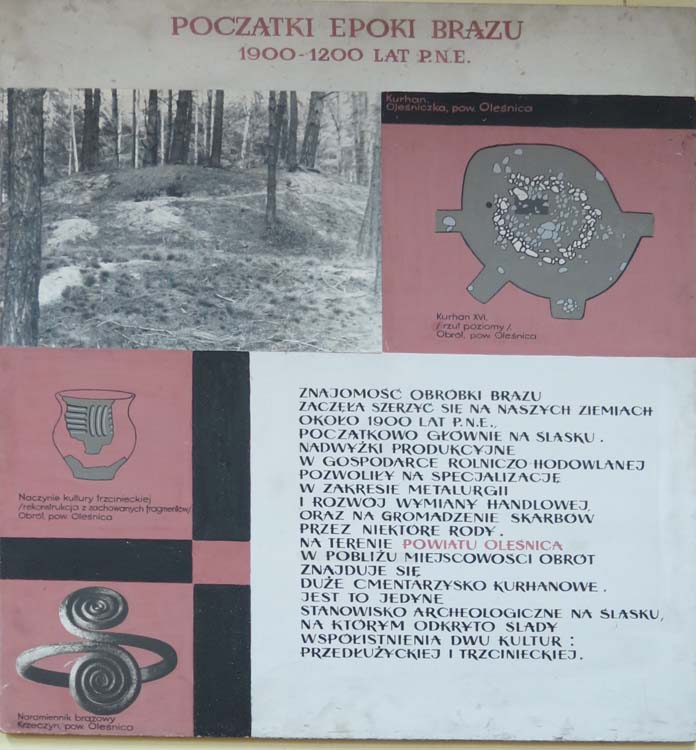 POCZĄTKI EPOKI BRĄZU
1900-1200 LAT P.N.E.
Kurhan.
Oleśniczka, pow. Oleśnica
Kurhan XVI.
/rzut poziomy/
Obrót, pow. Oleśnica
Naczynie kultury trzcinieckiej
/rekonstrukcja z zachowanych fragmentów/
Obrót, pow. Oleśnica
Naramiennik brązowy
Krzeczyn, pow. Oleśnica
ZNAJOMOŚĆ OBRÓBKI BRĄZU
ZACZĘŁA SZERZYĆ SIĘ NA NASZYCH ZIEMIACH
OKOŁO 1900 LAT P.N.E.,
POCZĄTKOWO GŁÓWNIE NA ŚLĄSKU.
NADWYŻKI PRODUKCYJNE
W GOSPODARCE ROLNICZO-HODOWLANEJ
POZWOLIŁY NA SPECJALIZACJĘ
W ZAKRESIE METALURGII
I ROZWÓJ WYMIANY HANDLOWEJ,
ORAZ NA GROMADZENIE SKARBÓW
PRZEZ NIEKTÓRE RODY.
NA TERENIE POWIATU OLEŚNICA
W POBLIŻU MIEJSCOWOŚCI OBRÓT
ZNAJDUJE SIĘ
DUŻE CMENTARZYSKO KURHANOWE.
JEST TO JEDYNE
STANOWISKO ARCHEOLOGICZNE NA ŚLĄSKU,
NA KTÓRYM ODKRYTO ŚLADY
WSPÓŁISTNIENIA DWU KULTUR:
PRZEDŁUŻYCKIEJ I TRZCINIECKIEJ.